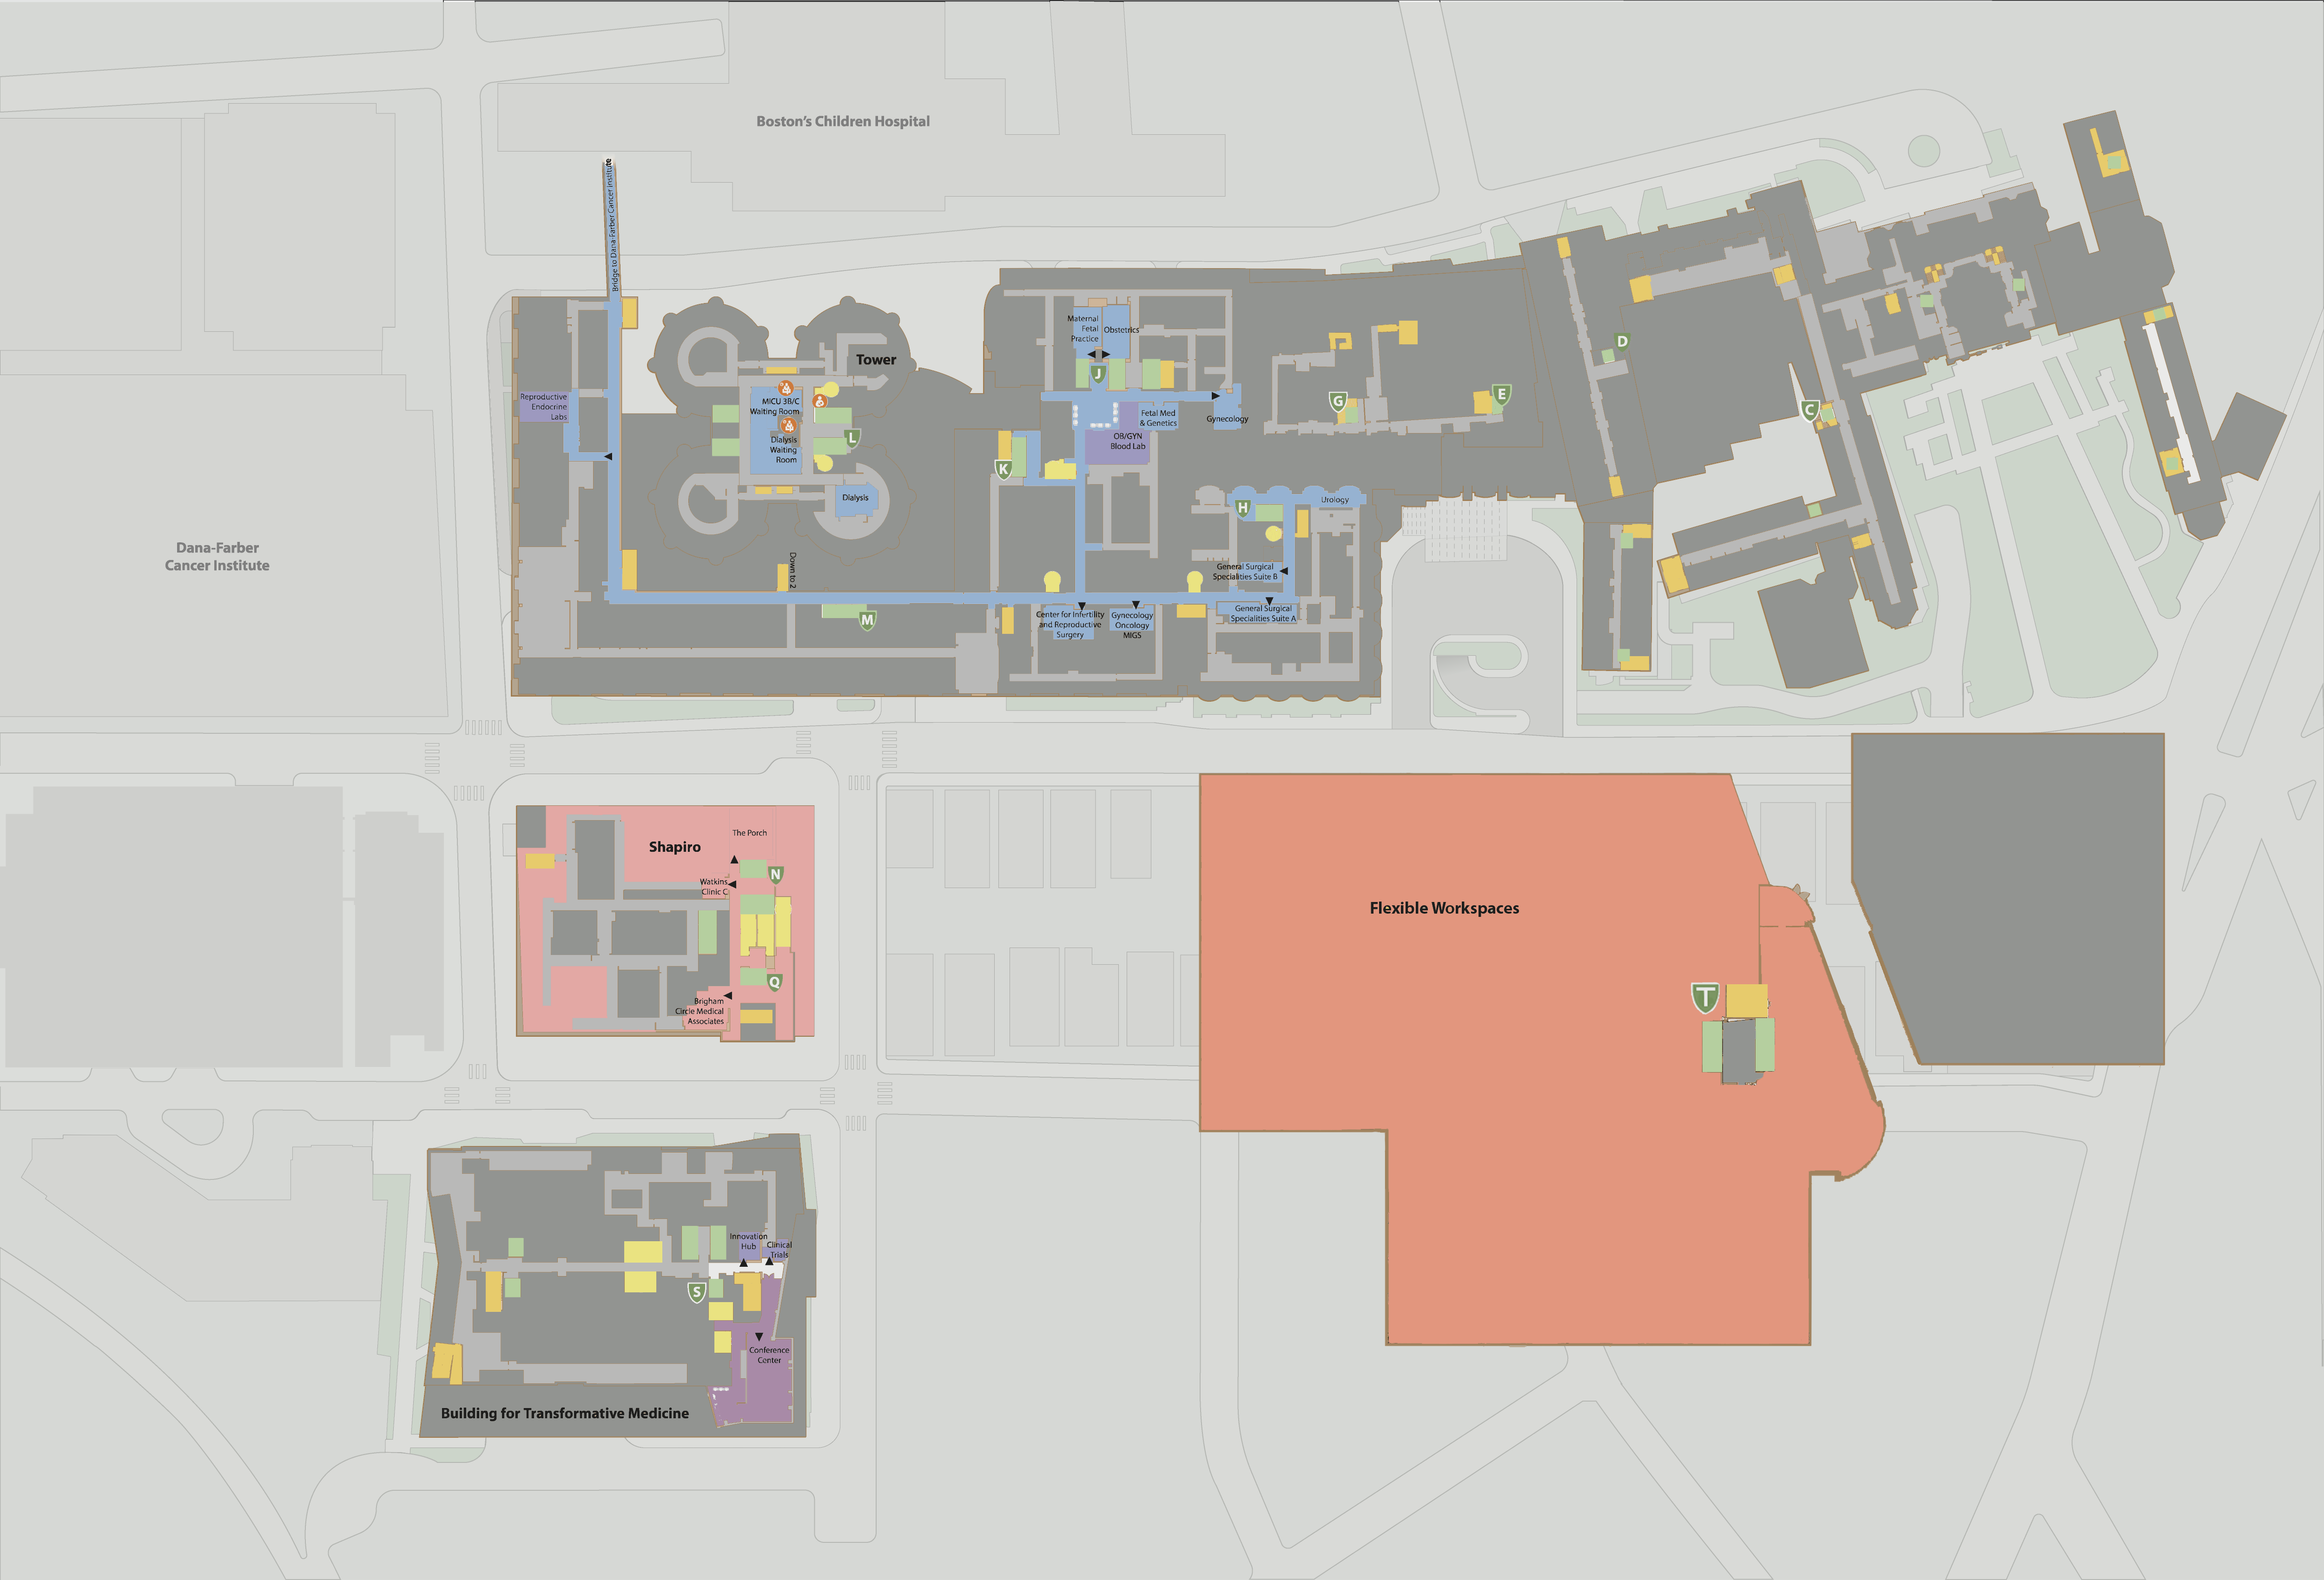 Boston's Children Hospital
Bridge to Dana-Farber Cancer institute
Maternal
Fetal
Practice
Obstetrics
J
Tower
D
Reproductive
Endocrine
Labs
MICU 3B/C
Waiting Room
Dialysis
Waiting
Room
L
Fetal Med
& Genetics
Gynecology
G
E
C
OB/GYN
Blood Lab
K
Dialysis
H
Urology
Dana-Farber
Cancer Institute
Down to 2
General Surgical
Specialities Suite B
M
Center for Infertility
and Reproductive
Surgery
Gynecology
Oncology
MIGS
General Surgical
Specialities Suite A
The Porch
Shapiro
N
Watkins
Clinic C
Flexible Workspaces
Q
T
Brigham
Circle Medical
Associates
Innovation
Hub
Clinical
Trials
S
Conference
Center
Building for Transformative Medicine